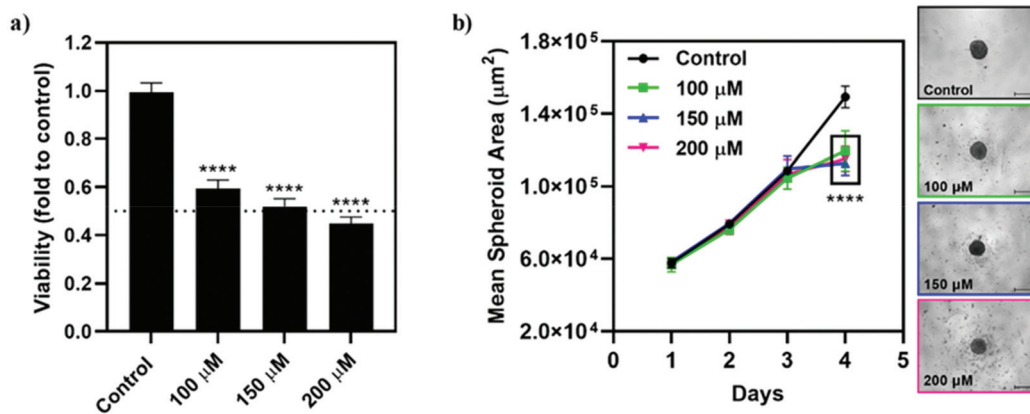 a)
Viability (fold to control)
1.2
1.0
0.8
0.6
0.4
0.2
0.0
****
****
****
Control
100 μM
150 μM
200 μM
b)
Mean Spheroid Area (μm²)
1.8×10⁵
1.4×10⁵
1.0×10⁵
6.0×10⁴
2.0×10⁴
Control
100 μM
150 μM
200 μM
****
0
1
2
3
4
5
Days
Control
100 μM
150 μM
200 μM